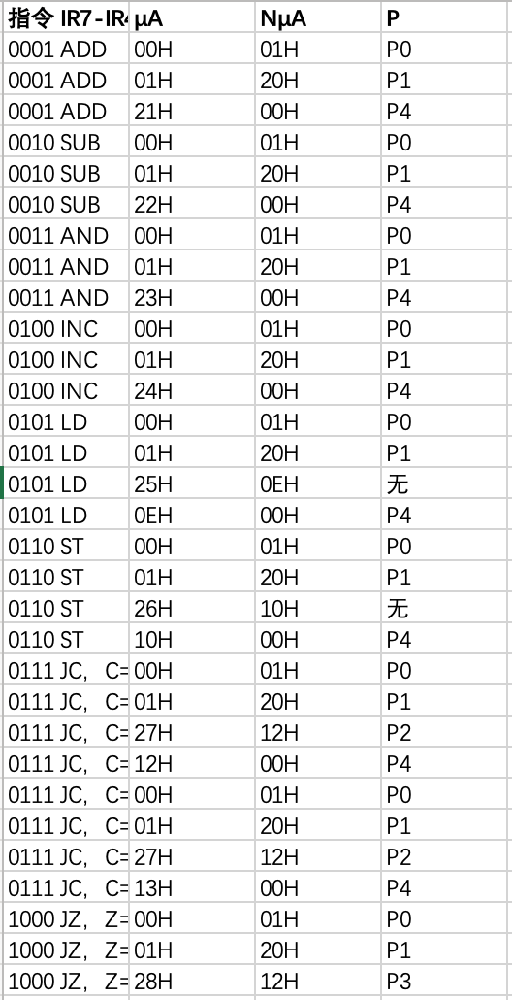 指令 IR7-IR4 μA NμA P
0001 ADD 00H 01H P0
0001 ADD 01H 20H P1
0001 ADD 21H 00H P4
0010 SUB 00H 01H P0
0010 SUB 01H 20H P1
0010 SUB 22H 00H P4
0011 AND 00H 01H P0
0011 AND 01H 20H P1
0011 AND 23H 00H P4
0100 INC 00H 01H P0
0100 INC 01H 20H P1
0100 INC 24H 00H P4
0101 LD 00H 01H P0
0101 LD 01H 20H P1
0101 LD 25H 0EH 无
0101 LD 0EH 00H P4
0110 ST 00H 01H P0
0110 ST 01H 20H P1
0110 ST 26H 10H 无
0110 ST 10H 00H P4
0111 JC， C= 00H 01H P0
0111 JC， C= 01H 20H P1
0111 JC， C= 27H 12H P2
0111 JC， C= 12H 00H P4
0111 JC， C= 00H 01H P0
0111 JC， C= 01H 20H P1
0111 JC， C= 27H 12H P2
0111 JC， C= 13H 00H P4
1000 JZ， Z= 00H 01H P0
1000 JZ， Z= 01H 20H P1
1000 JZ， Z= 28H 12H P3